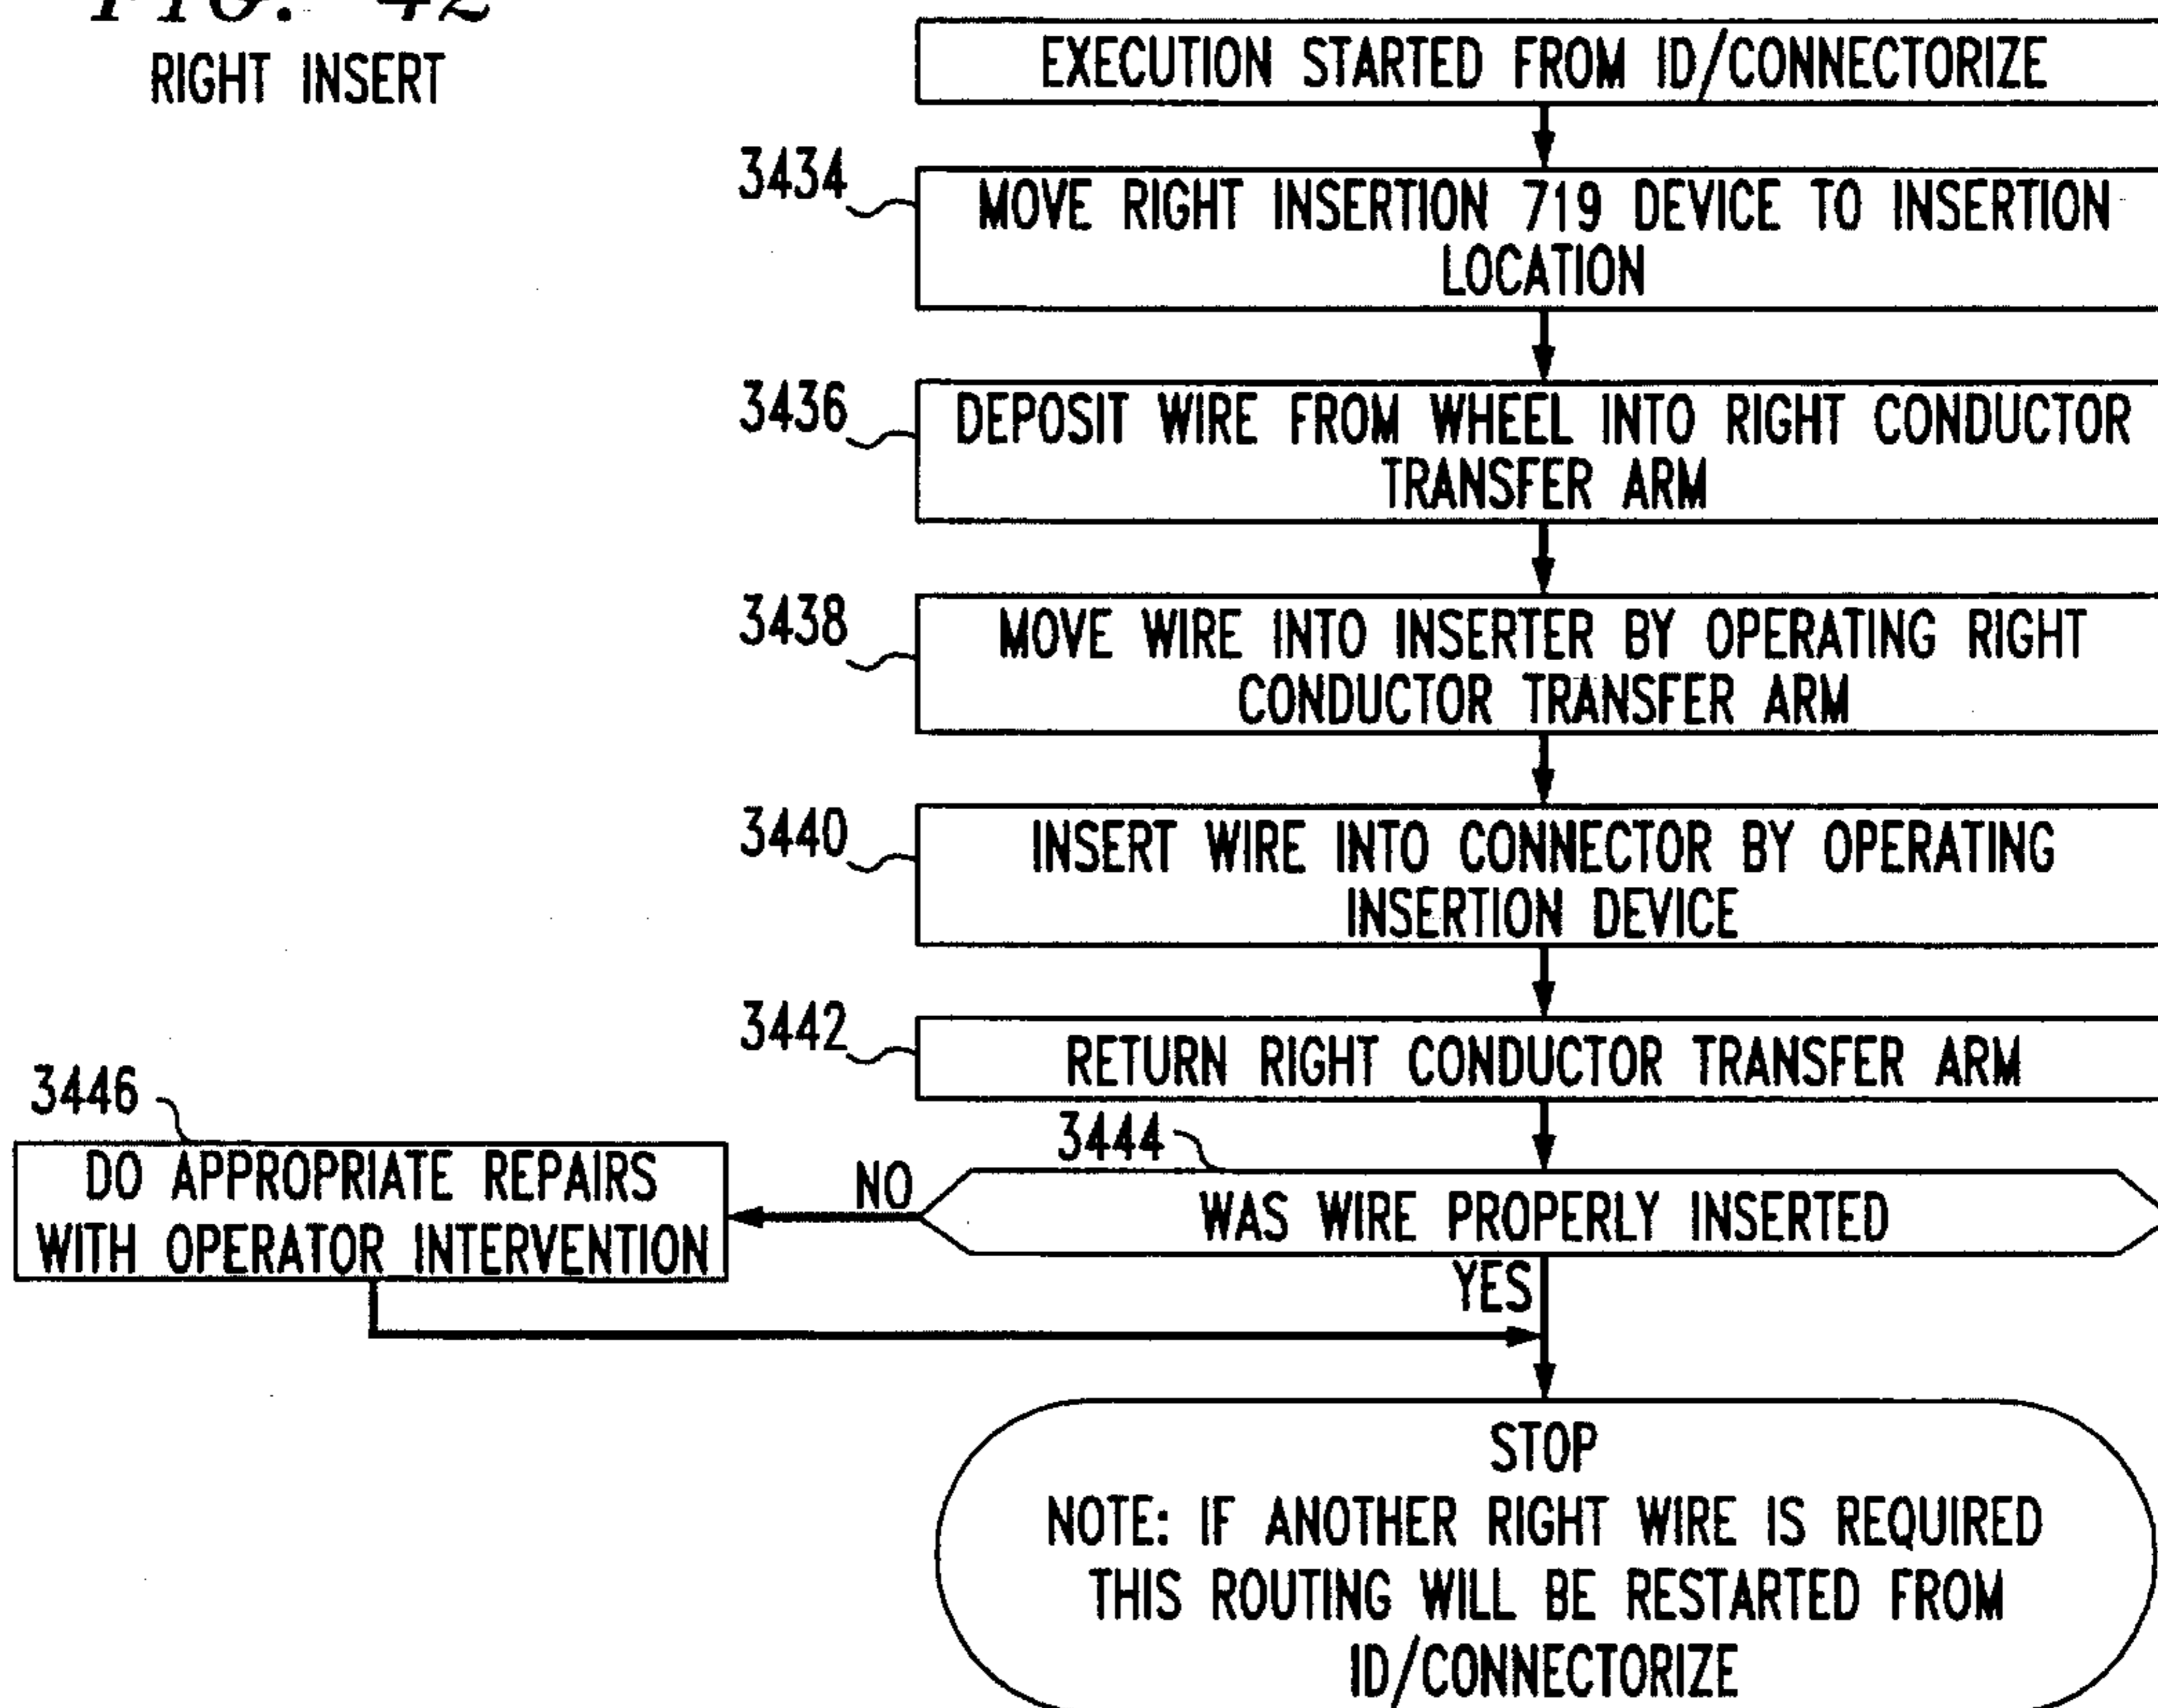 FIG. 42
RIGHT INSERT
EXECUTION STARTED FROM ID/CONNECTORIZE
3434
MOVE RIGHT INSERTION 719 DEVICE TO INSERTION
LOCATION
3436
DEPOSIT WIRE FROM WHEEL INTO RIGHT CONDUCTOR
TRANSFER ARM
3438
MOVE WIRE INTO INSERTER BY OPERATING RIGHT
CONDUCTOR TRANSFER ARM
3440
INSERT WIRE INTO CONNECTOR BY OPERATING
INSERTION DEVICE
3442
RETURN RIGHT CONDUCTOR TRANSFER ARM
3444
WAS WIRE PROPERLY INSERTED
NO
3446
DO APPROPRIATE REPAIRS
WITH OPERATOR INTERVENTION
YES
STOP
NOTE: IF ANOTHER RIGHT WIRE IS REQUIRED
THIS ROUTING WILL BE RESTARTED FROM
ID/CONNECTORIZE